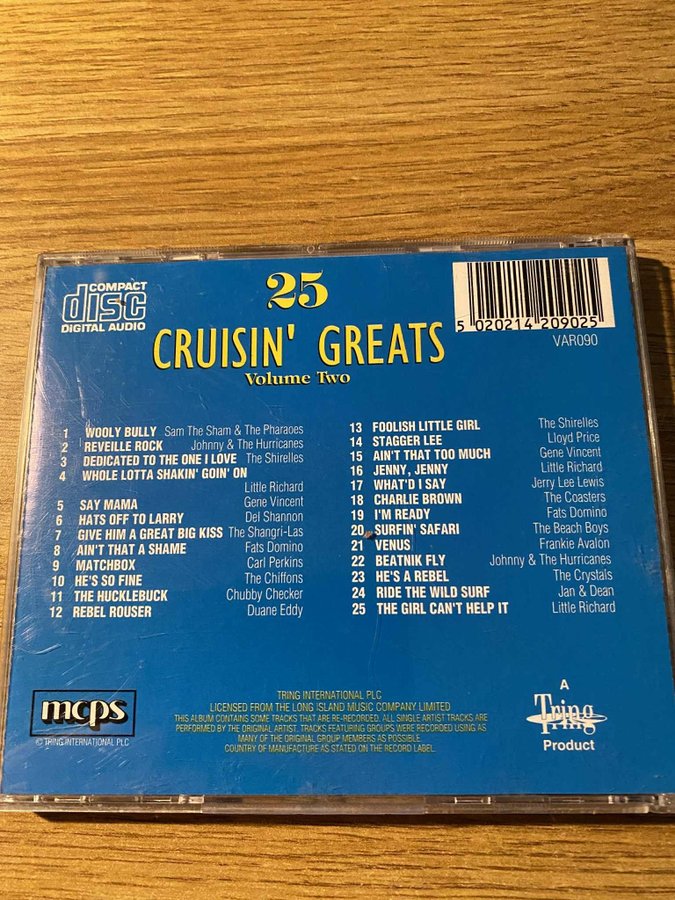 COMPACT
disc
DIGITAL AUDIO
25
CRUISIN' GREATS
Volume Two
5 020214 209025
VAR090
1 WOOLY BULLY Sam The Sham & The Pharaoes
2 REVEILLE ROCK Johnny & The Hurricanes
3 DEDICATED TO THE ONE I LOVE The Shirelles
4 WHOLE LOTTA SHAKIN' GOIN' ON
Little Richard
5 SAY MAMA Gene Vincent
6 HATS OFF TO LARRY Del Shannon
7 GIVE HIM A GREAT BIG KISS The Shangri-Las
8 AIN'T THAT A SHAME Fats Domino
9 MATCHBOX Carl Perkins
10 HE'S SO FINE The Chiffons
11 THE HUCKLEBUCK Chubby Checker
12 REBEL ROUSER Duane Eddy
13 FOOLISH LITTLE GIRL The Shirelles
14 STAGGER LEE Lloyd Price
15 AIN'T THAT TOO MUCH Gene Vincent
16 JENNY, JENNY Little Richard
17 WHAT'D I SAY Jerry Lee Lewis
18 CHARLIE BROWN The Coasters
19 I'M READY Fats Domino
20 SURFIN' SAFARI The Beach Boys
21 VENUS Frankie Avalon
22 BEATNIK FLY Johnny & The Hurricanes
23 HE'S A REBEL The Crystals
24 RIDE THE WILD SURF Jan & Dean
25 THE GIRL CAN'T HELP IT Little Richard
mcps
© TRING INTERNATIONAL PLC
TRING INTERNATIONAL PLC
LICENSED FROM THE LONG ISLAND MUSIC COMPANY LIMITED
THIS ALBUM CONTAINS SOME TRACKS THAT ARE RE-RECORDED. ALL SINGLE ARTIST TRACKS ARE
PERFORMED BY THE ORIGINAL ARTIST. TRACKS FEATURING GROUPS WERE RECORDED USING AS
MANY OF THE ORIGINAL GROUP MEMBERS AS POSSIBLE.
COUNTRY OF MANUFACTURE AS STATED ON THE RECORD LABEL.
A
Tring
Product